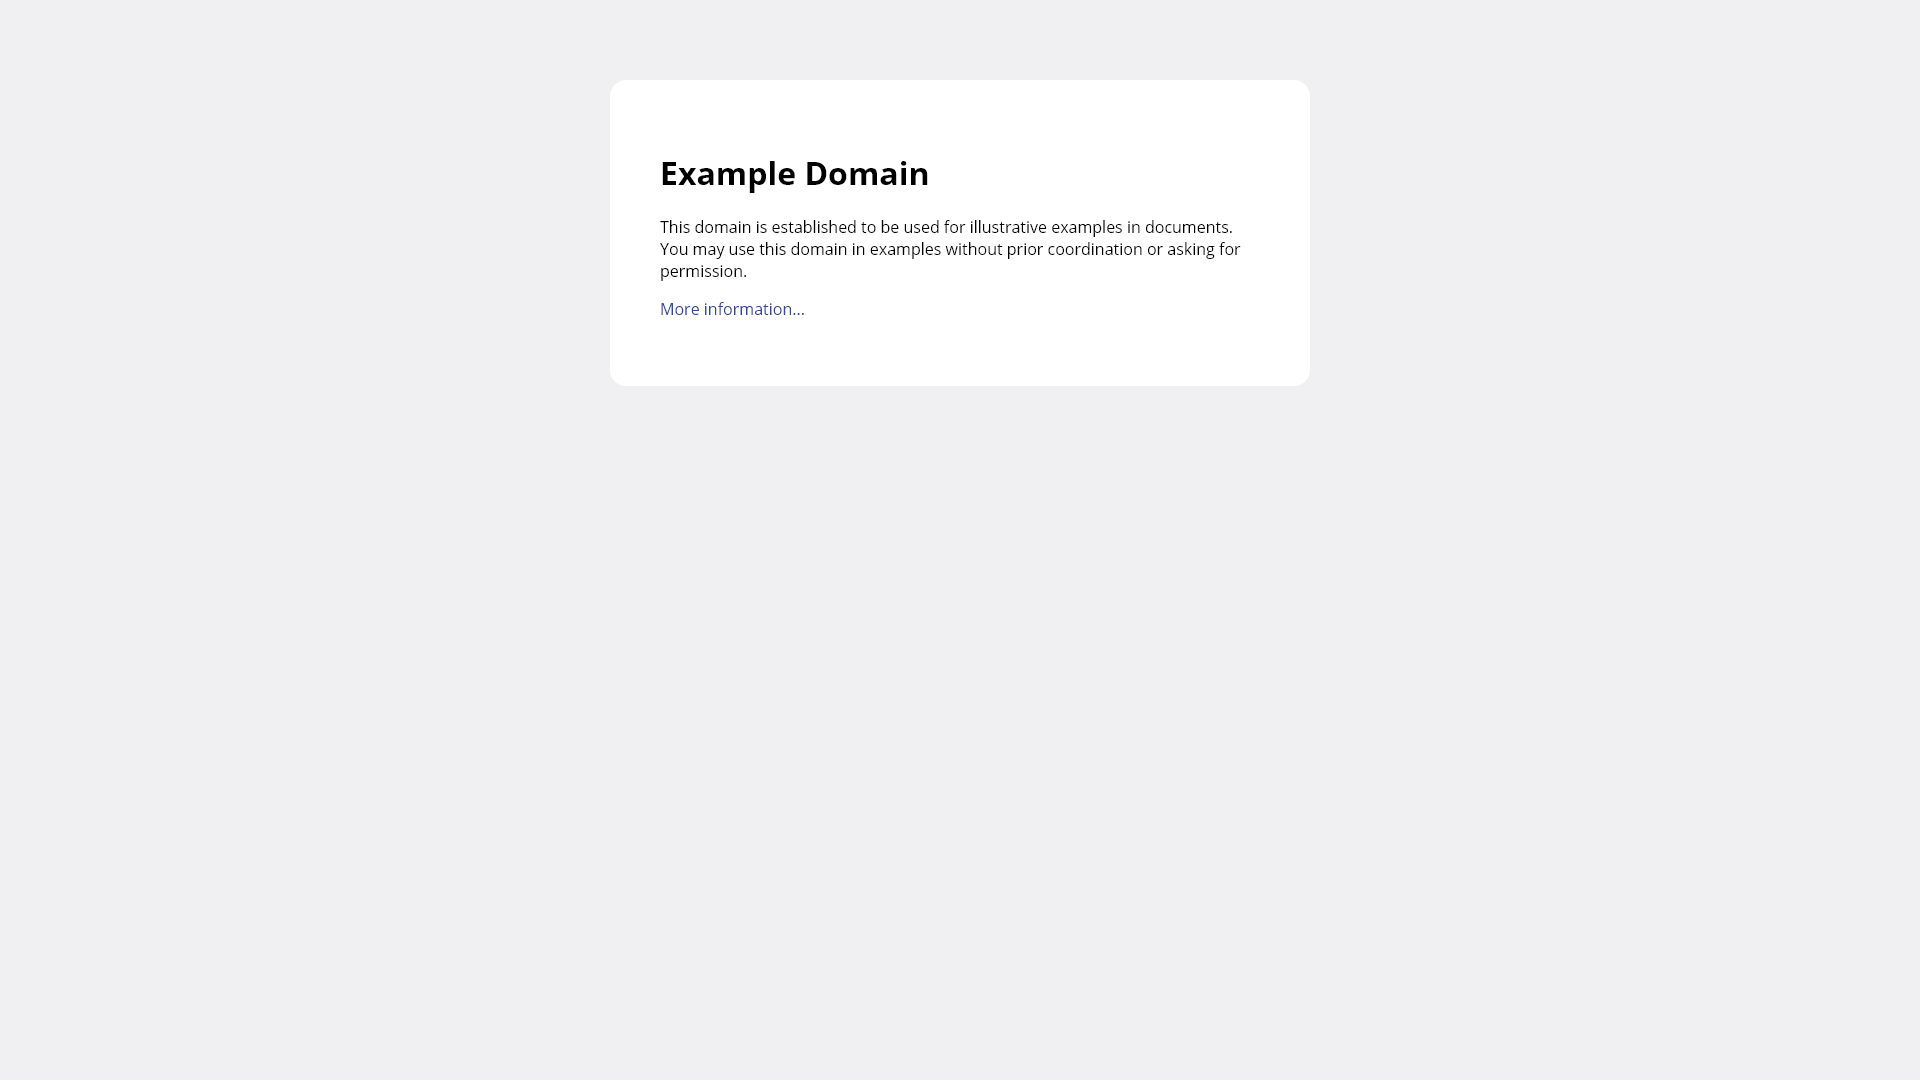 Example Domain
This domain is established to be used for illustrative examples in documents.
You may use this domain in examples without prior coordination or asking for
permission.
More information...